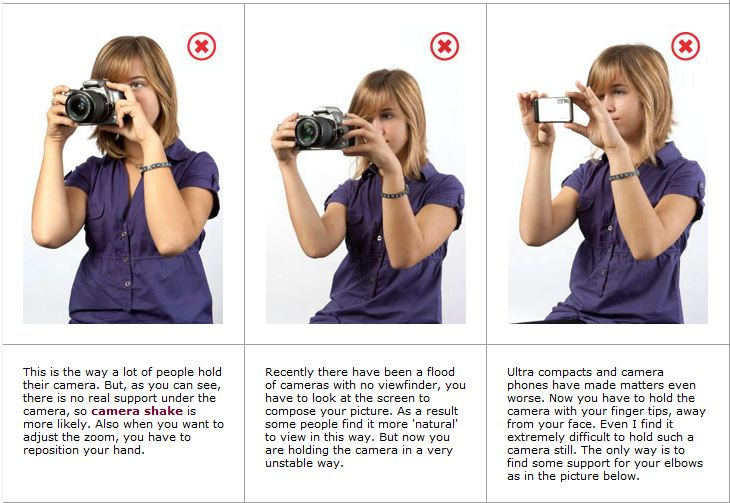 This is the way a lot of people hold
their camera. But, as you can see,
there is no real support under the
camera, so camera shake is
more likely. Also when you want to
adjust the zoom, you have to
reposition your hand.
Recently there have been a flood
of cameras with no viewfinder, you
have to look at the screen to
compose your picture. As a result
some people find it more 'natural'
to view in this way. But now you
are holding the camera in a very
unstable way.
Ultra compacts and camera
phones have made matters even
worse. Now you have to hold the
camera with your finger tips, away
from your face. Even I find it
extremely difficult to hold such a
camera still. The only way is to
find some support for your elbows
as in the picture below.